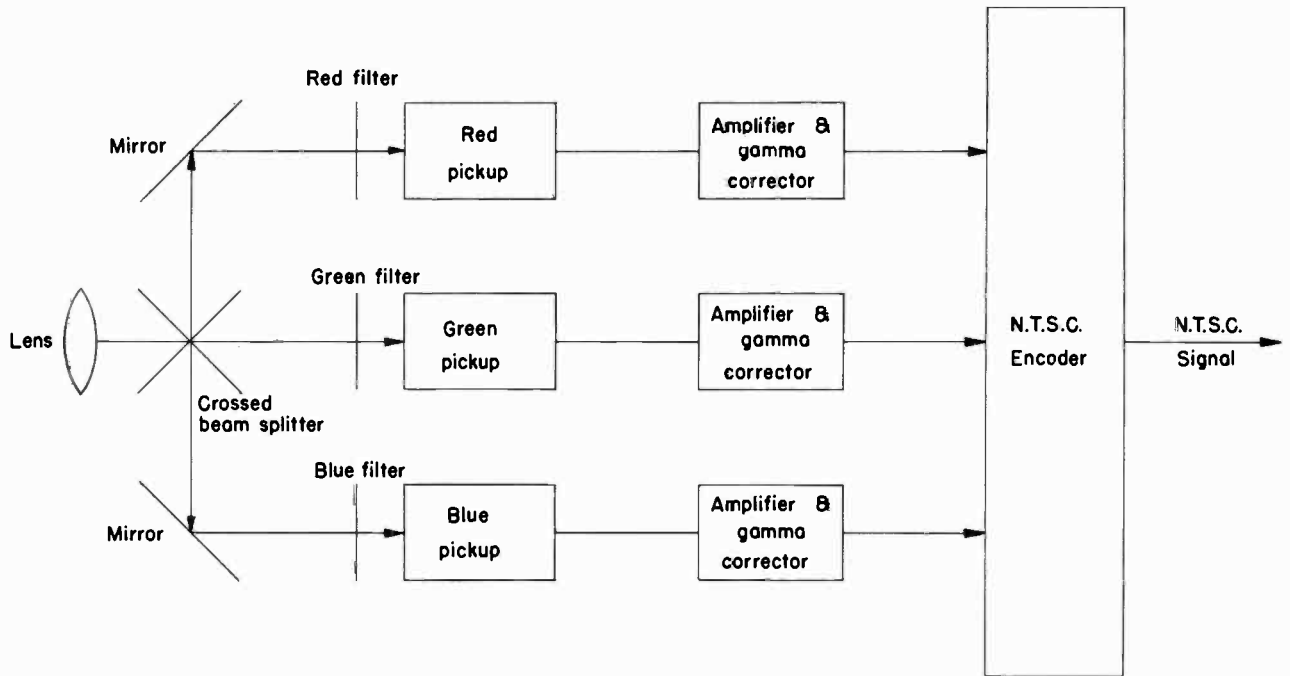 Red filter
Mirror
Red
pickup
Amplifier &
gamma
corrector
Green filter
Lens
Green
pickup
Amplifier &
gamma
corrector
N.T.S.C.
Encoder
N.T.S.C.
Signal
Crossed
beam splitter
Blue filter
Mirror
Blue
pickup
Amplifier &
gamma
corrector